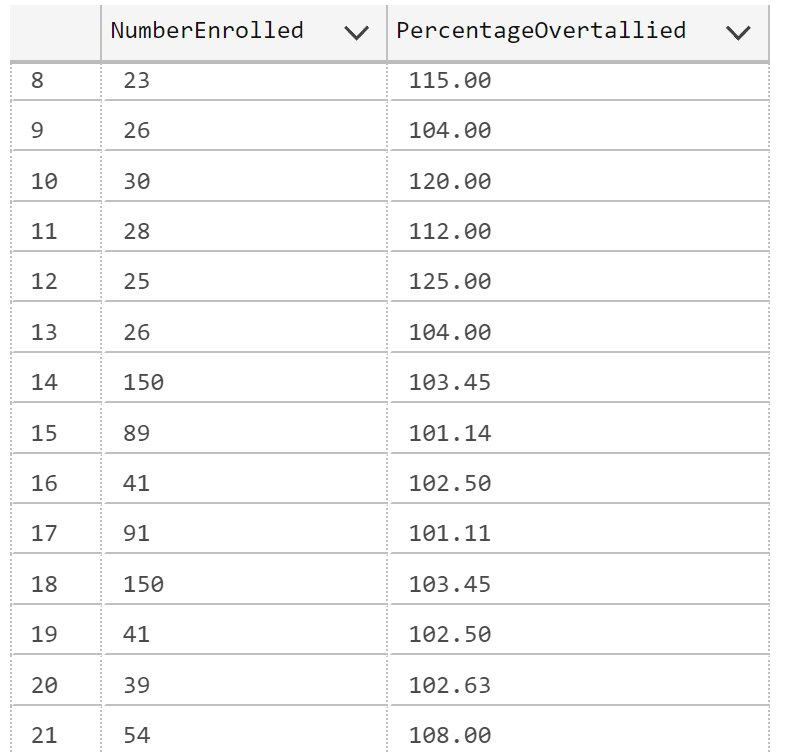 NumberEnrolled PercentageOvertallied
8 23 115.00
9 26 104.00
10 30 120.00
11 28 112.00
12 25 125.00
13 26 104.00
14 150 103.45
15 89 101.14
16 41 102.50
17 91 101.11
18 150 103.45
19 41 102.50
20 39 102.63
21 54 108.00